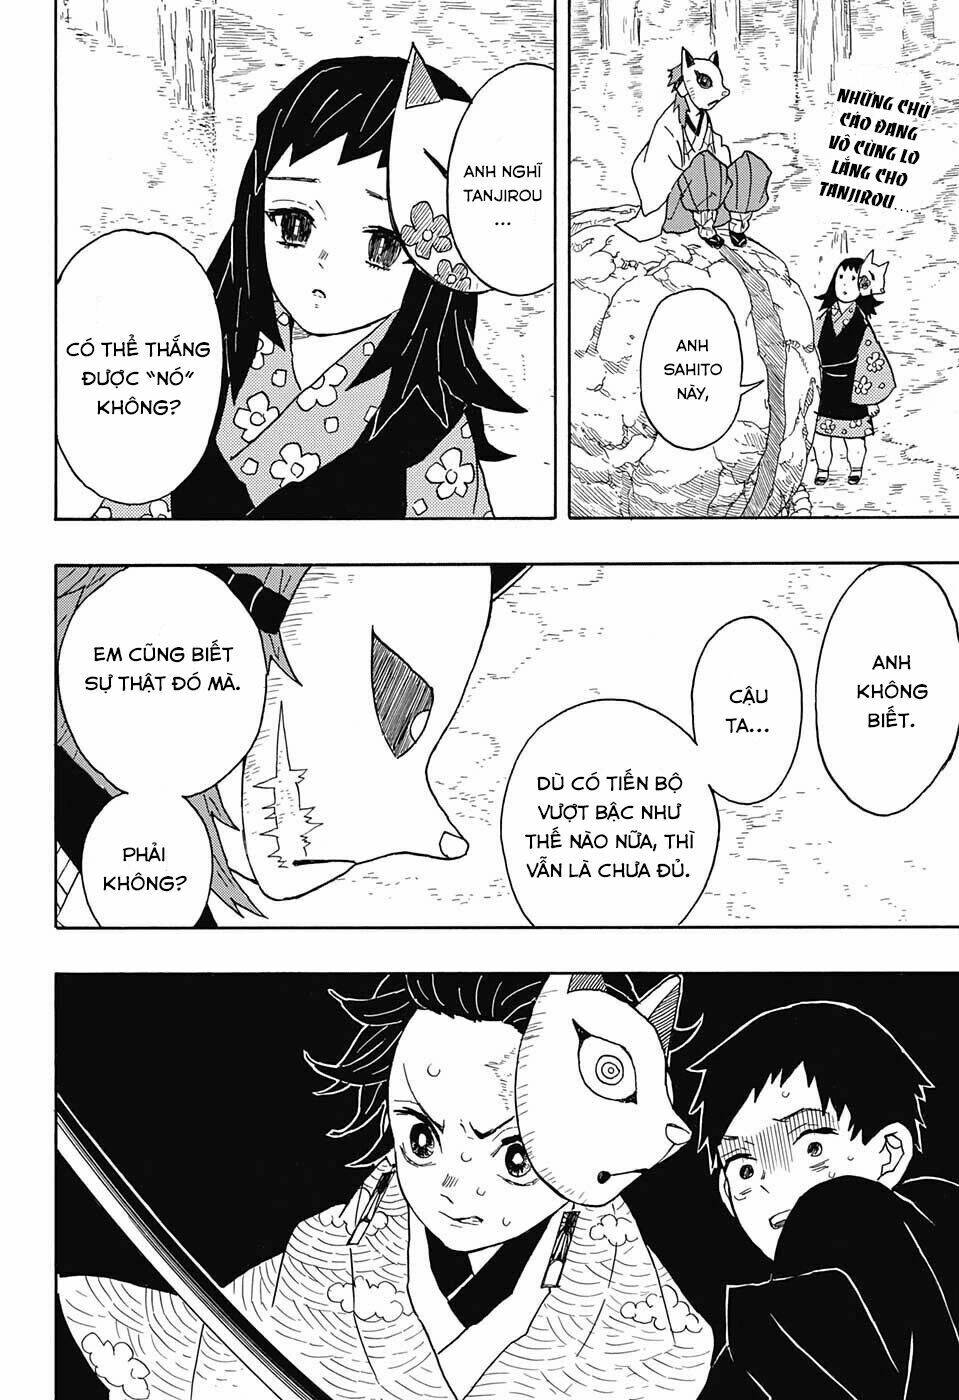 NHỮNG CHÚ
CÁO ĐANG
VÔ CÙNG LO
LẮNG CHO
TANJIROU.....
ANH
SAHITO
NÀY,
ANH NGHĨ
TANJIROU
...
CÓ THỂ THẮNG
ĐƯỢC "NÓ"
KHÔNG?
ANH
KHÔNG
BIẾT.
CẬU
TA...
DÙ CÓ TIẾN BỘ
VƯỢT BẬC NHƯ
THẾ NÀO NỮA, THÌ
VẪN LÀ CHƯA ĐỦ.
EM CŨNG BIẾT
SỰ THẬT ĐÓ MÀ.
PHẢI
KHÔNG?